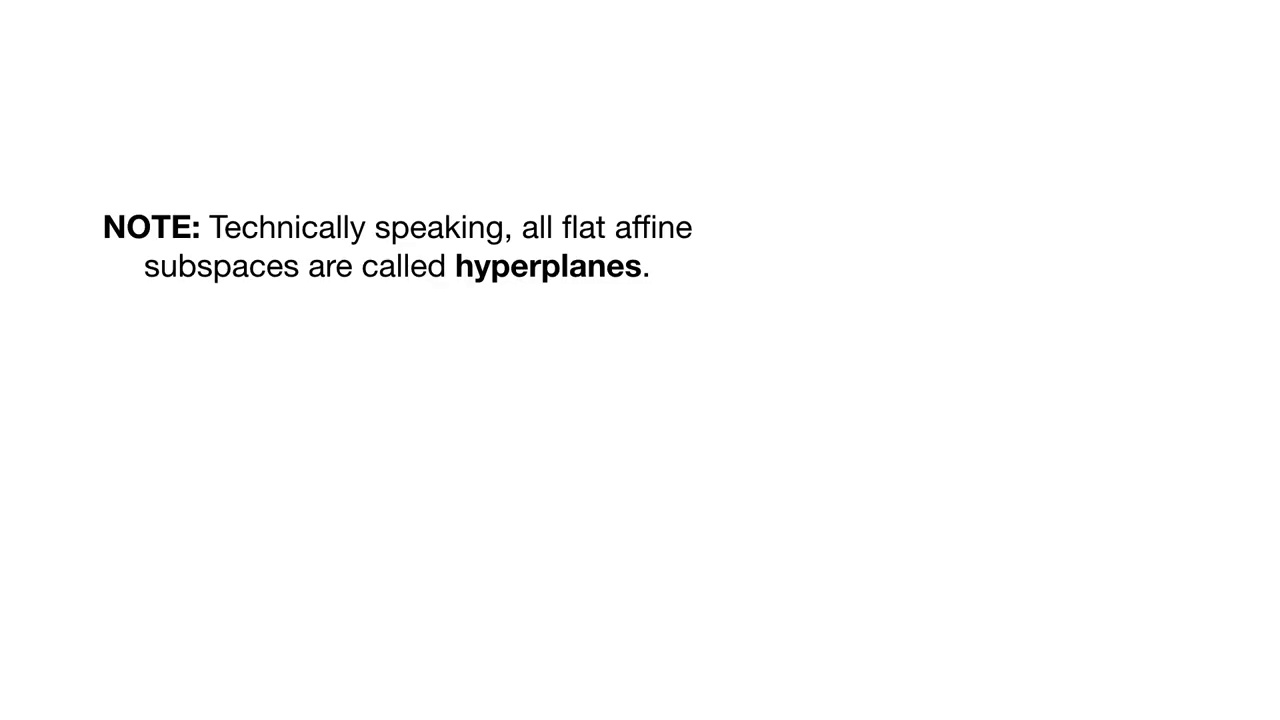 NOTE: Technically speaking, all flat affine
subspaces are called hyperplanes.